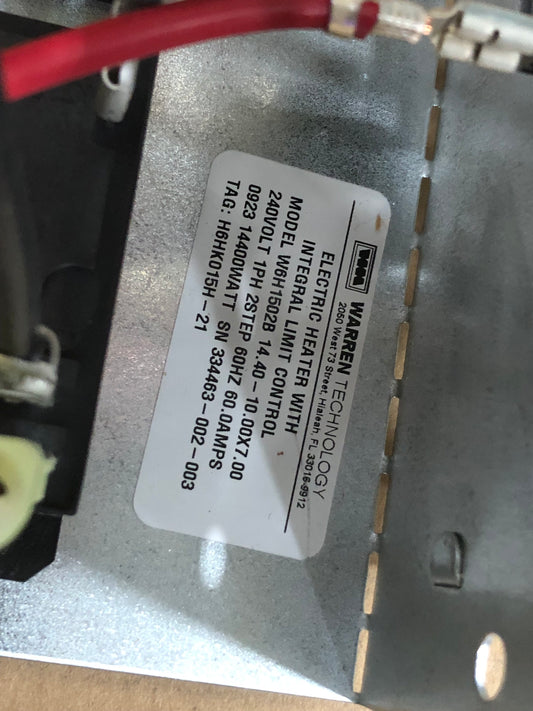 WARREN TECHNOLOGY
2050 West 73 Street, Hialeah, FL 33016-9912
ELECTRIC HEATER WITH
INTEGRAL LIMIT CONTROL
MODEL W6H1502B 14.40-10.00X7.00
240VOLT 1PH 2STEP 60HZ 60.0AMPS
0923 14400WATT SN 334463-002-003
TAG: H6HK015H-21